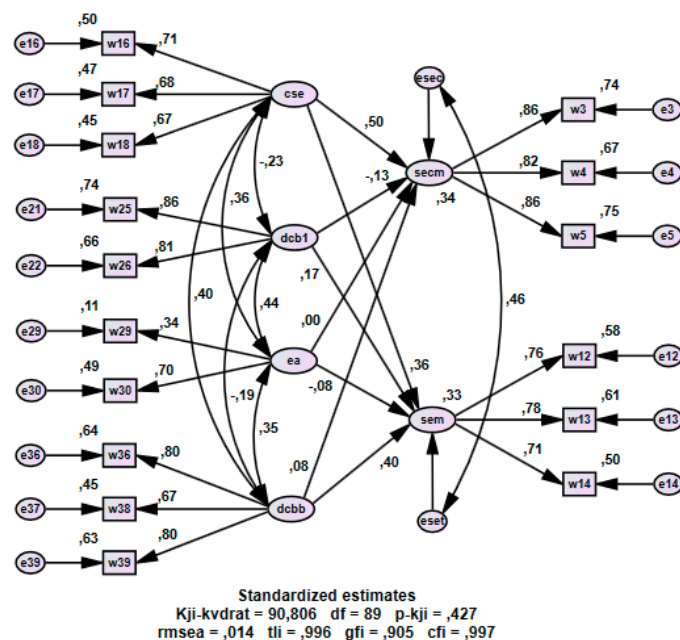 ,50
e16 w16 ,71
,47
e17 w17 ,68
,45
e18 w18 ,67
cse
esec
,74
w3 e3
,86
,50
,67
,82 w4 e4
secm
-,13
,34
,86
,75
w5 e5
-,23
,36
,74
e21 w25 ,86
,66
e22 w26 ,81
dcb1
,17
,40
,44
,00
,46
,11
e29 w29 ,34
,49
e30 w30 ,70
ea
-,08
,36
,33
,58
,76 w12 e12
,61
,78 w13 e13
sem
,50
,71
w14 e14
-,19
,35
,64
e36 w36 ,80
,45
e37 w38 ,67
,63
e39 w39 ,80
dcbb
,08
,40
eset
Standardized estimates
Kji-kvdrat = 90,806 df = 89 p-kji = ,427
rmsea = ,014 tli = ,996 gfi = ,905 cfi = ,997